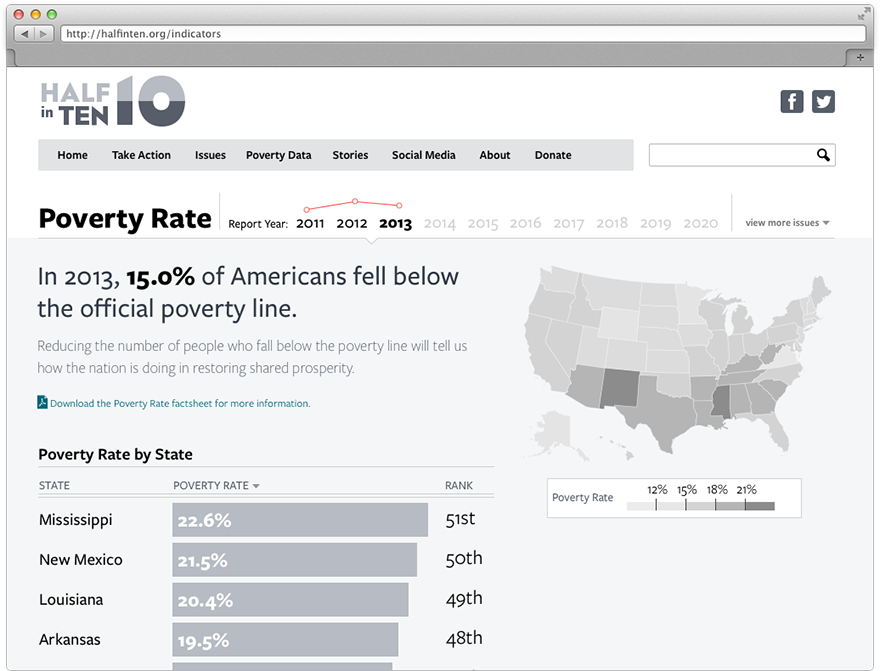 http://halfinten.org/indicators
HALF in TEN 10
Home Take Action Issues Poverty Data Stories Social Media About Donate
Poverty Rate
Report Year: 2011 2012 2013 2014 2015 2016 2017 2018 2019 2020
view more issues
In 2013, 15.0% of Americans fell below
the official poverty line.
Reducing the number of people who fall below the poverty line will tell us
how the nation is doing in restoring shared prosperity.
Download the Poverty Rate factsheet for more information.
Poverty Rate 12% 15% 18% 21%
Poverty Rate by State
STATE POVERTY RATE RANK
Mississippi 22.6% 51st
New Mexico 21.5% 50th
Louisiana 20.4% 49th
Arkansas 19.5% 48th